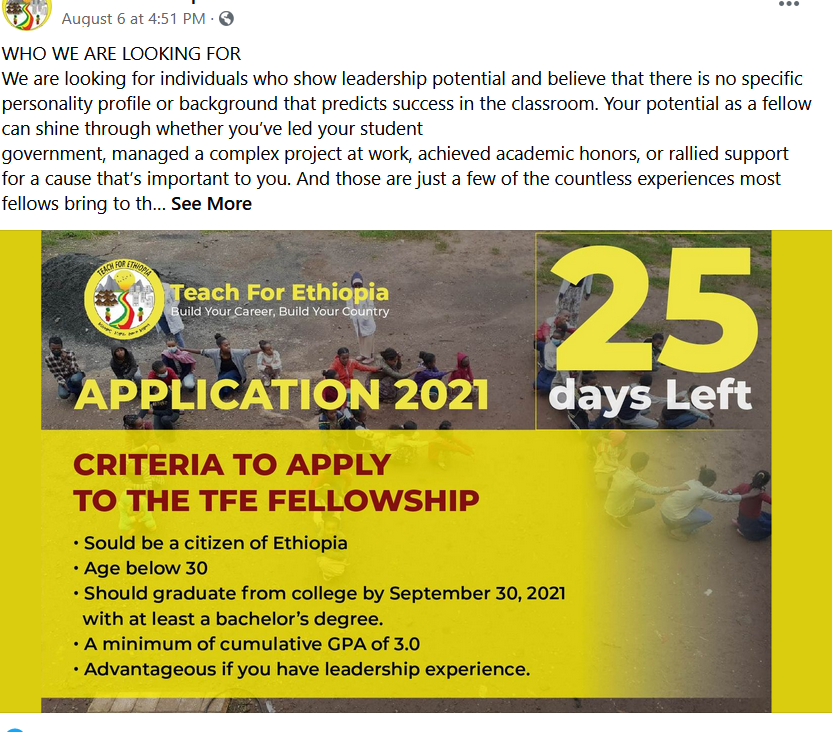 August 6 at 4:51 PM ·
WHO WE ARE LOOKING FOR
We are looking for individuals who show leadership potential and believe that there is no specific
personality profile or background that predicts success in the classroom. Your potential as a fellow
can shine through whether you've led your student
government, managed a complex project at work, achieved academic honors, or rallied support
for a cause that's important to you. And those are just a few of the countless experiences most
fellows bring to th... See More
TEACH FOR ETHIOPIA
Teach For Ethiopia
Build Your Career, Build Your Country
APPLICATION 2021
25
days Left
CRITERIA TO APPLY
TO THE TFE FELLOWSHIP
• Sould be a citizen of Ethiopia
• Age below 30
• Should graduate from college by September 30, 2021
with at least a bachelor's degree.
• A minimum of cumulative GPA of 3.0
• Advantageous if you have leadership experience.